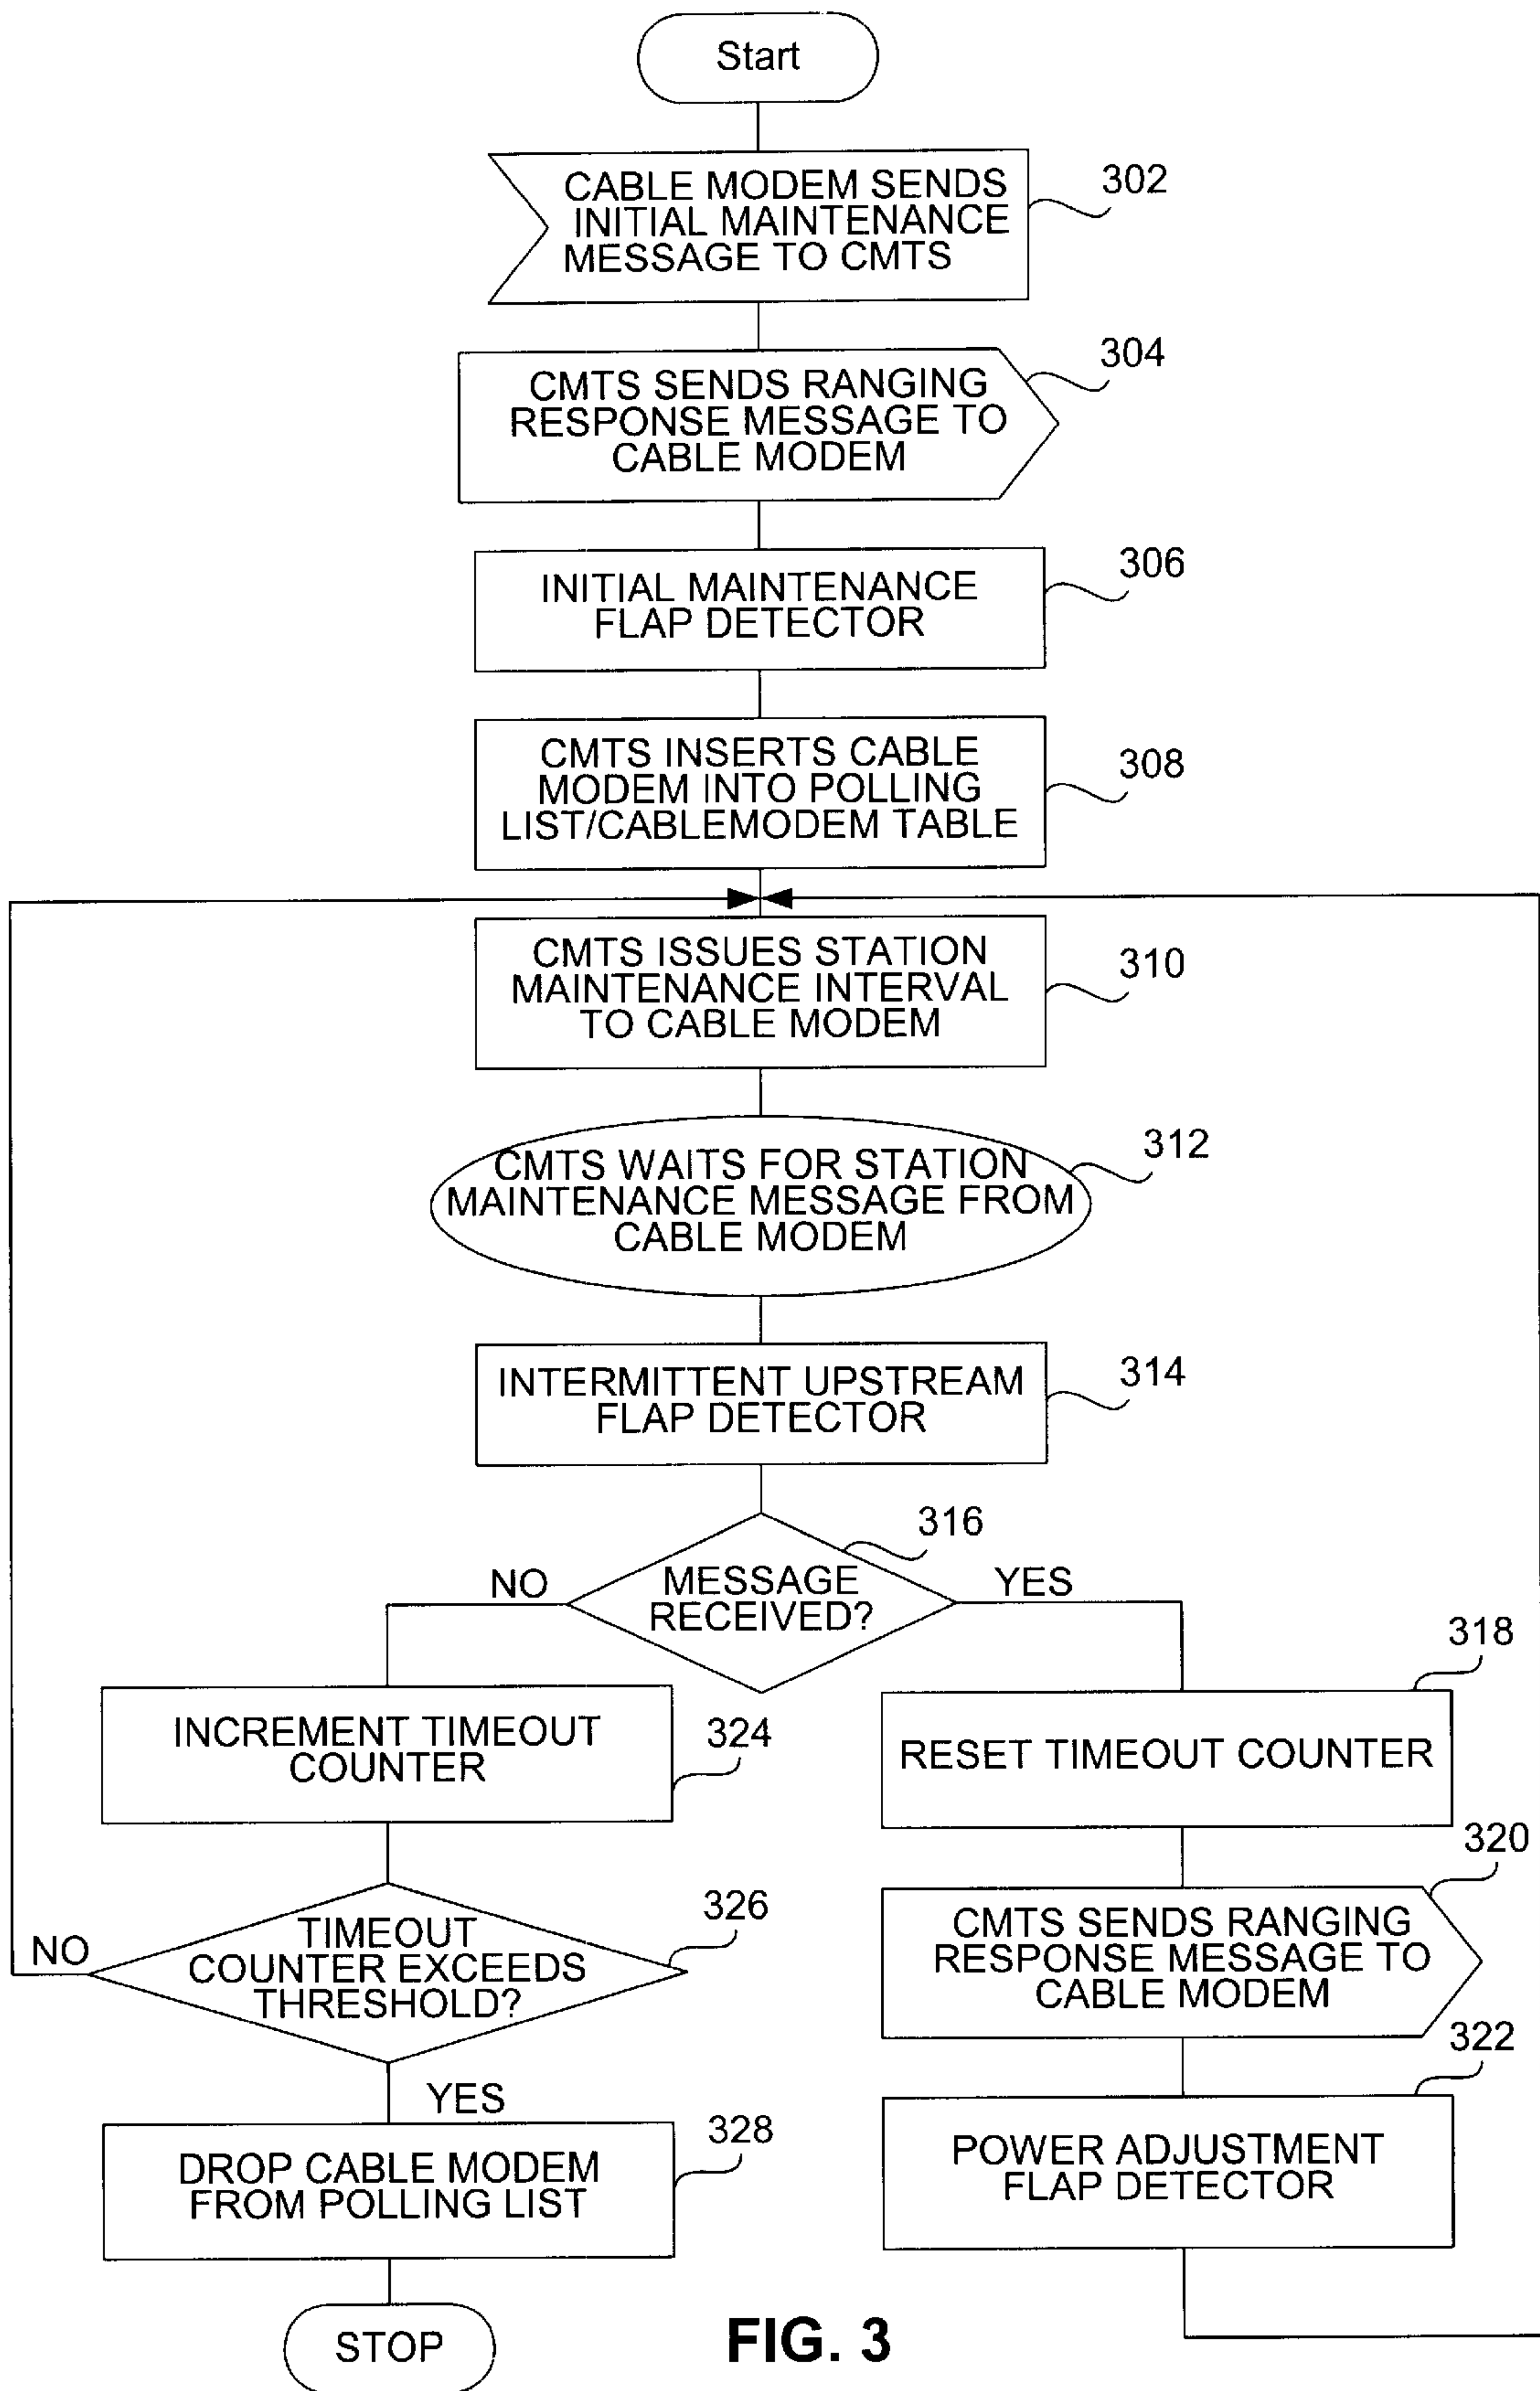 Start
CABLE MODEM SENDS
INITIAL MAINTENANCE
MESSAGE TO CMTS
302
CMTS SENDS RANGING
RESPONSE MESSAGE TO
CABLE MODEM
304
INITIAL MAINTENANCE
FLAP DETECTOR
306
CMTS INSERTS CABLE
MODEM INTO POLLING
LIST/CABLEMODEM TABLE
308
CMTS ISSUES STATION
MAINTENANCE INTERVAL
TO CABLE MODEM
310
CMTS WAITS FOR STATION
MAINTENANCE MESSAGE FROM
CABLE MODEM
312
INTERMITTENT UPSTREAM
FLAP DETECTOR
314
MESSAGE
RECEIVED?
316
NO
YES
INCREMENT TIMEOUT
COUNTER
324
RESET TIMEOUT COUNTER
318
TIMEOUT
COUNTER EXCEEDS
THRESHOLD?
326
NO
YES
CMTS SENDS RANGING
RESPONSE MESSAGE TO
CABLE MODEM
320
DROP CABLE MODEM
FROM POLLING LIST
328
POWER ADJUSTMENT
FLAP DETECTOR
322
STOP
FIG. 3